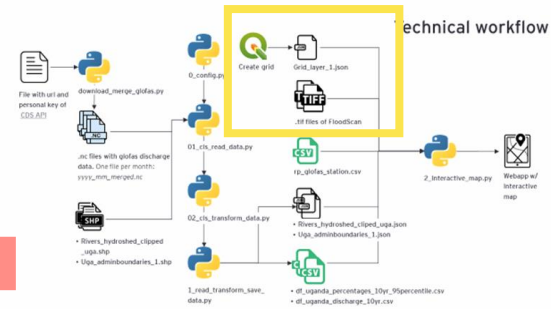 Technical workflow
Create grid
Grid_layer_1.json
TIFF
.tif files of FloodScan
0_config.py
download_merge_glofas.py
File with url and
personal key of
CDS API
.nc files with glofas discharge
data. One file per month:
yyyy_mm_merged.nc
01_cls_read_data.py
CSV
rp_glofas_station.csv
2_interactive_map.py
Webapp w/
Interactive
map
SHP
• Rivers_hydroshed_clipped
_uga.shp
• Uga_adminboundaries_1.shp
02_cls_transform_data.py
• Rivers_hydroshed_cliped_uga.json
• Uga_adminboundaries_1.json
1_read_transform_save_
data.py
CSV
• df_uganda_percentages_10yr_95percentile.csv
• df_uganda_discharge_10yr.csv